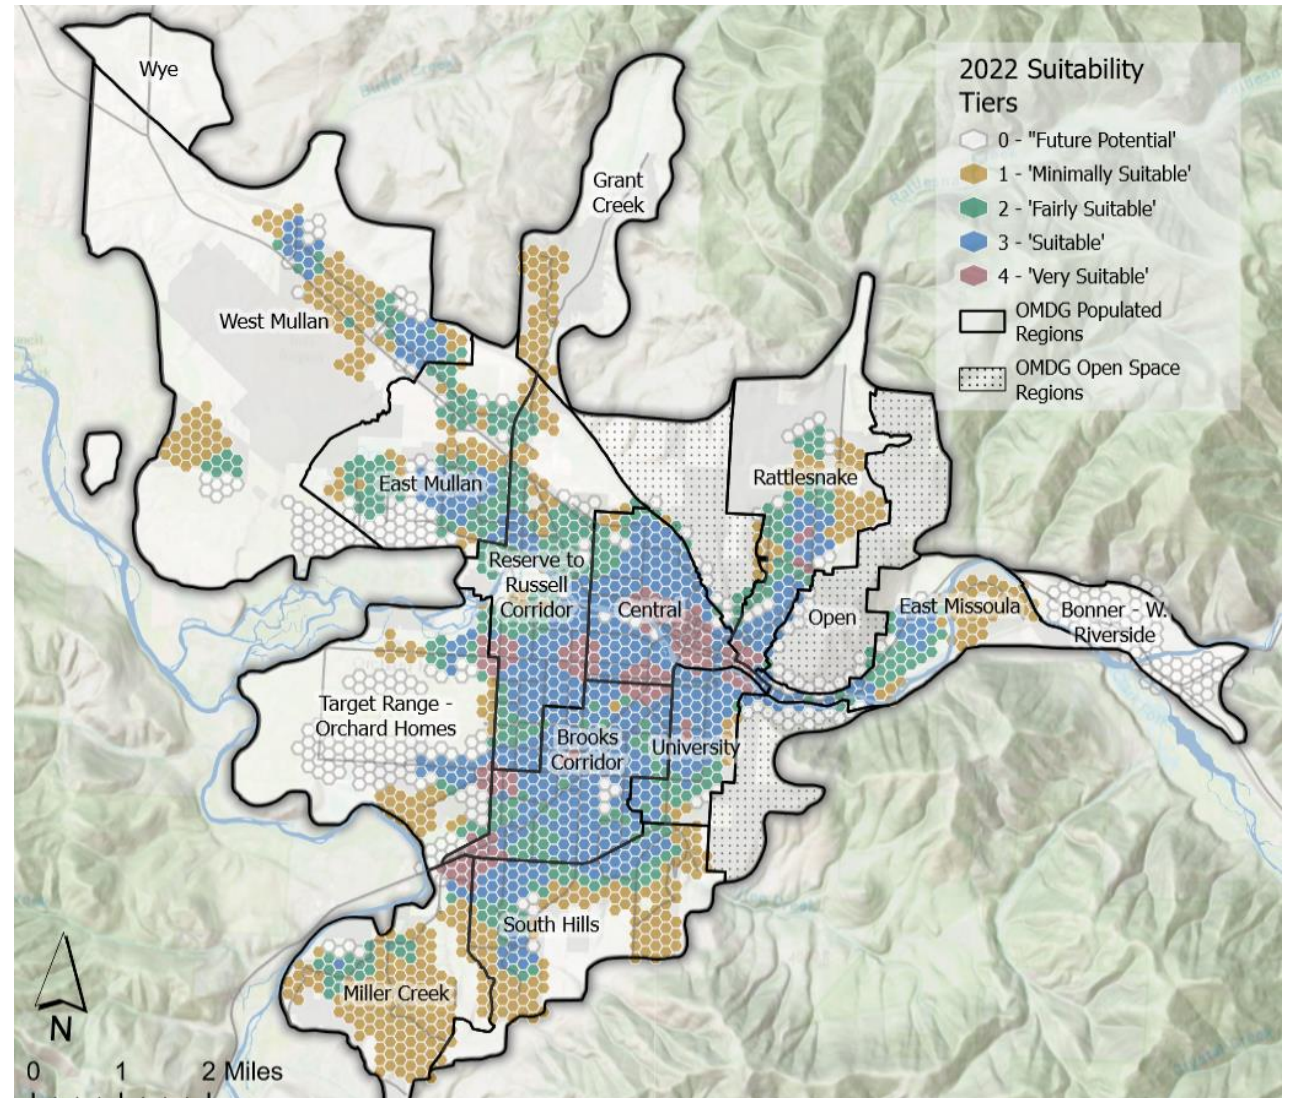 Wye
Grant
Creek
2022 Suitability
Tiers
0 - "Future Potential'
1 - 'Minimally Suitable'
2 - 'Fairly Suitable'
3 - 'Suitable'
4 - 'Very Suitable'
OMDG Populated
Regions
OMDG Open Space
Regions
West Mullan
East Mullan
Rattlesnake
Reserve to
Russell
Corridor
Central
Open
East Missoula
Bonner - W.
Riverside
Target Range -
Orchard Homes
Brooks
Corridor
University
South Hills
Miller Creek
N
0 1 2 Miles